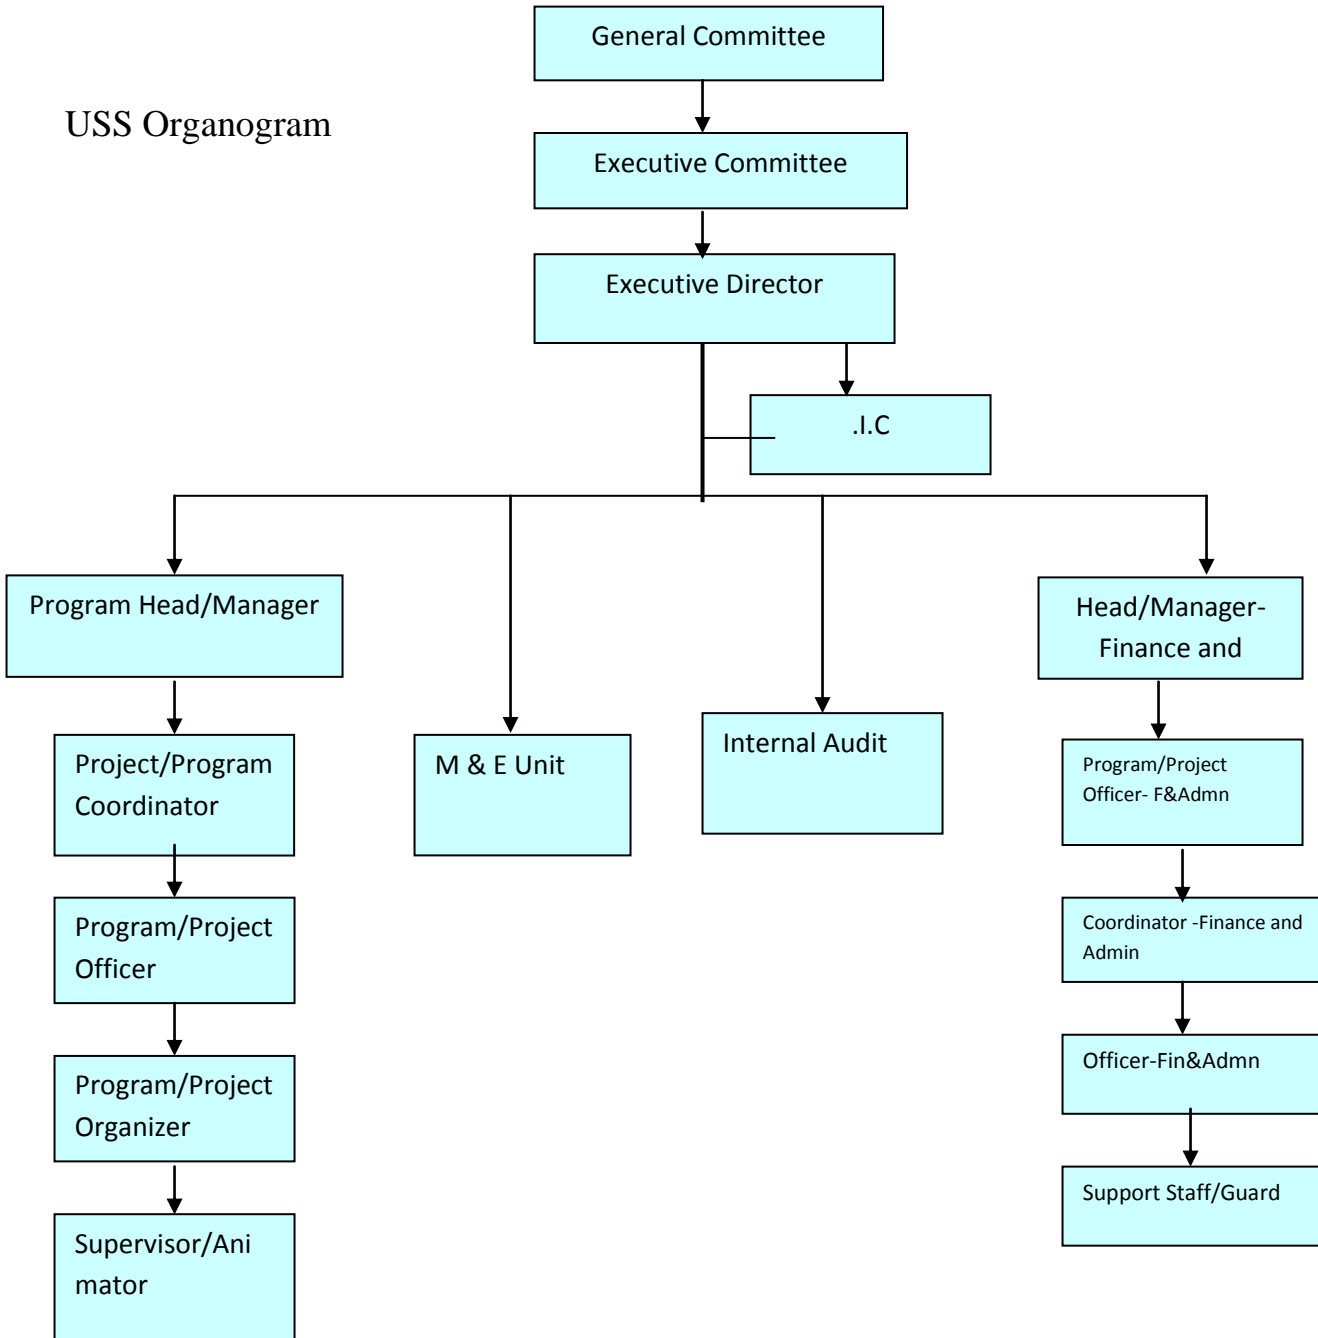 General Committee
USS Organogram
Executive Committee
Executive Director
.I.C
Program Head/Manager
Head/Manager-
Finance and
Project/Program
Coordinator
M & E Unit
Internal Audit
Program/Project
Officer- F&Admn
Program/Project
Officer
Coordinator -Finance and
Admin
Program/Project
Organizer
Officer-Fin&Admn
Support Staff/Guard
Supervisor/Ani
mator